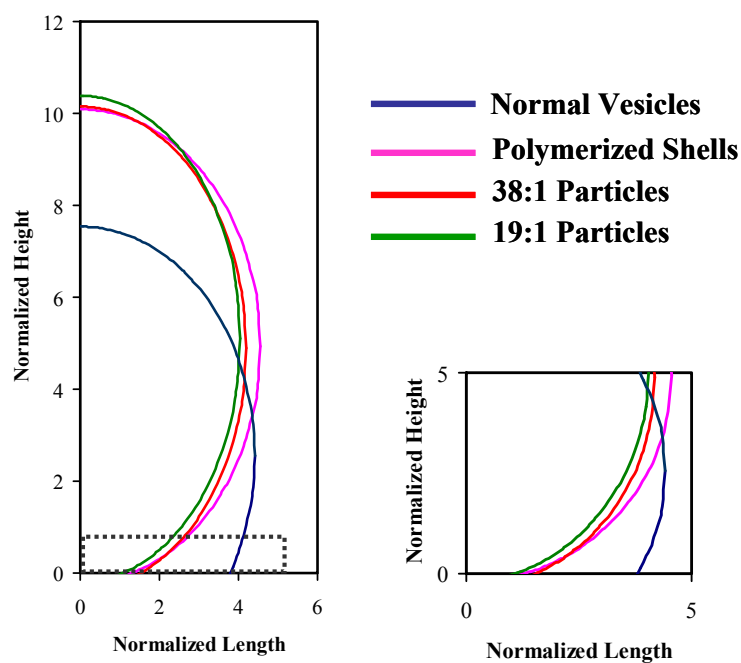 12
10
8
6
4
2
0
Normalized Height
0 2 4 6
Normalized Length
Normal Vesicles
Polymerized Shells
38:1 Particles
19:1 Particles
5
0
Normalized Height
0 5
Normalized Length